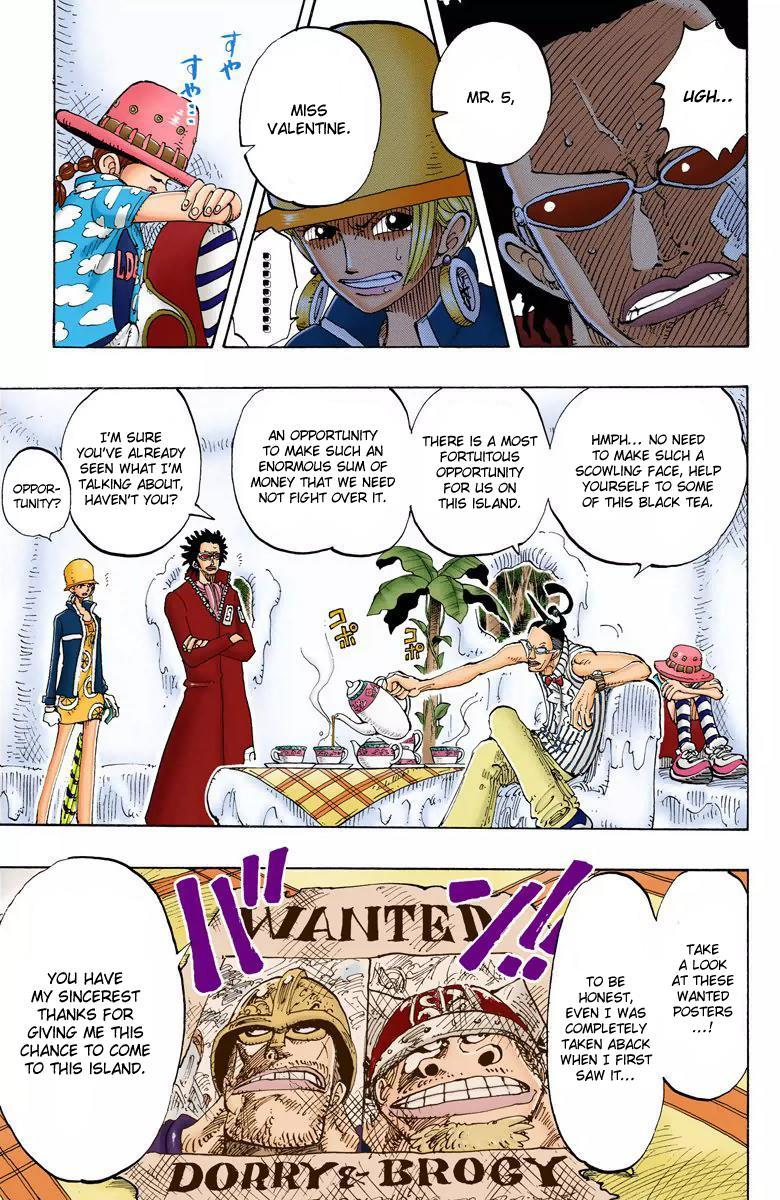 UGH...
MR. 5,
MISS
VALENTINE.
すや
すや...
HMPH... NO NEED
TO MAKE SUCH A
SCOWLING FACE, HELP
YOURSELF TO SOME
OF THIS BLACK TEA.
THERE IS A MOST
FORTUITOUS
OPPORTUNITY
FOR US ON
THIS ISLAND.
AN OPPORTUNITY
TO MAKE SUCH AN
ENORMOUS SUM OF
MONEY THAT WE NEED
NOT FIGHT OVER IT.
I'M SURE
YOU'VE ALREADY
SEEN WHAT I'M
TALKING ABOUT,
HAVEN'T YOU?
OPPOR-
TUNITY?
コポ
コポ
TAKE
A LOOK
AT THESE
WANTED
POSTERS
...!
TO BE
HONEST,
EVEN I WAS
COMPLETELY
TAKEN ABACK
WHEN I FIRST
SAW IT...
バン!!
WANTED
DORRY & BROGY
YOU HAVE
MY SINCEREST
THANKS FOR
GIVING ME THIS
CHANCE TO COME
TO THIS ISLAND.